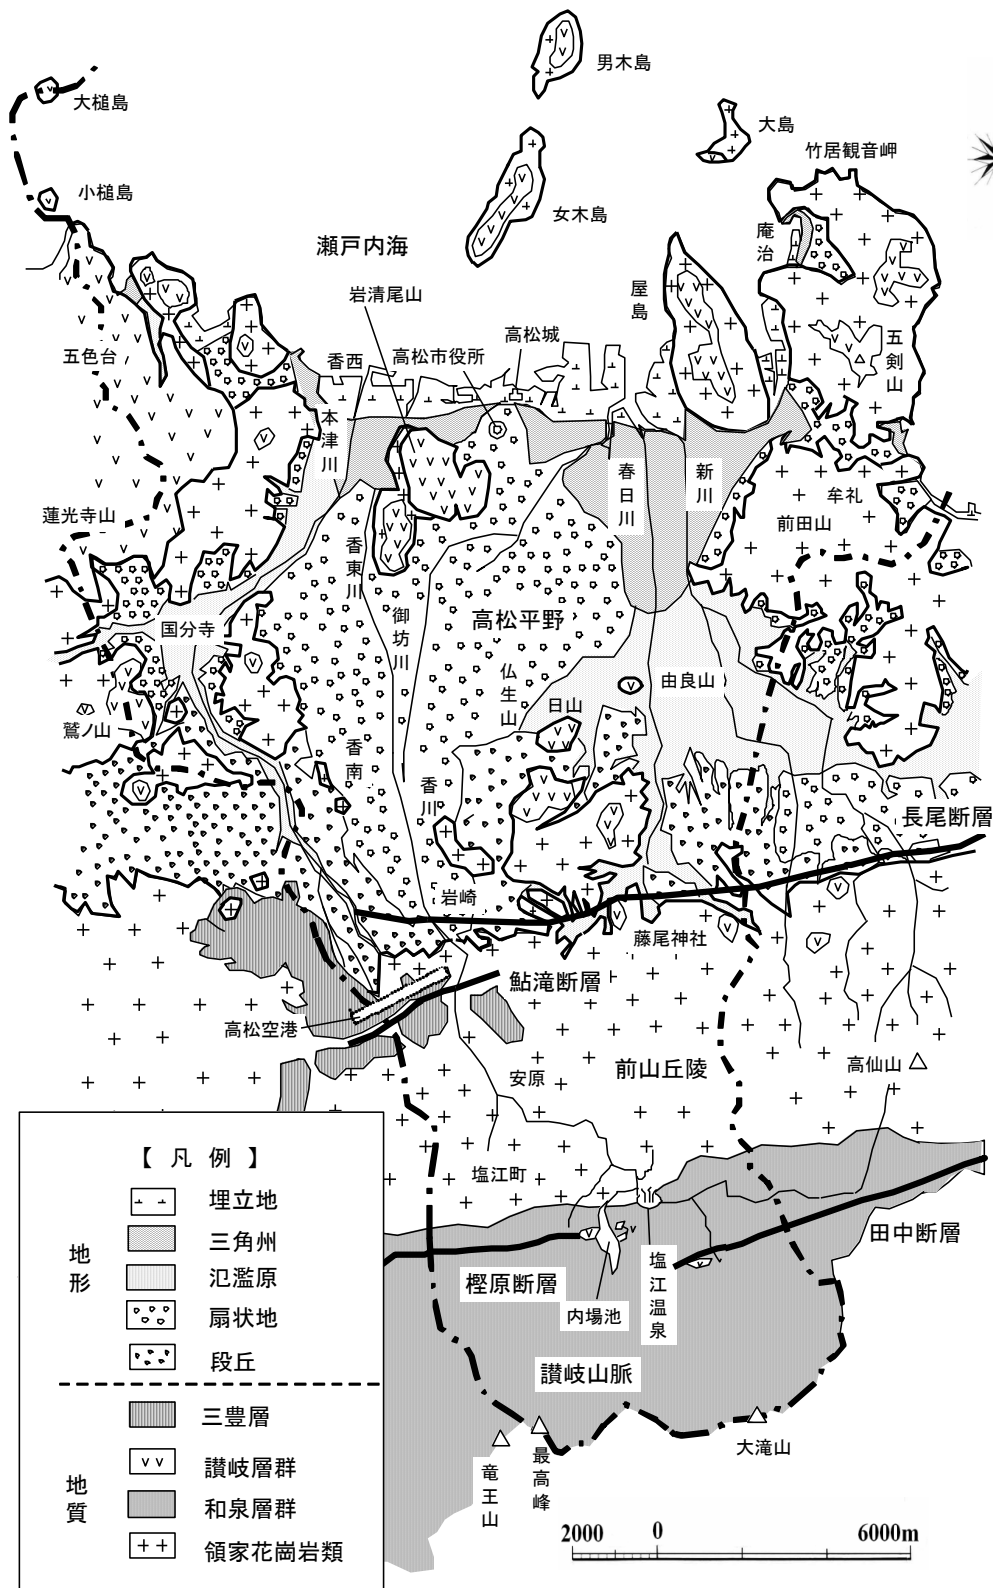 男木島
大槌島
大島
竹居観音岬
小槌島
女木島
庵治
瀬戸内海
屋島
岩清尾山
五色台
香西
高松市役所
高松城
五剣山
本津川
春日川
新川
蓮光寺山
牟礼
前田山
香東川
御坊川
高松平野
国分寺
仏生山
由良山
日山
鷲ノ山
香南
香川
長尾断層
岩崎
藤尾神社
鮎滝断層
高松空港
安原
前山丘陵
高仙山
塩江町
田中断層
樫原断層
塩江温泉
内場池
讃岐山脈
大滝山
最高峰
竜王山
【 凡 例 】
地形
埋立地
三角州
氾濫原
扇状地
段丘
地質
三豊層
讃岐層群
和泉層群
領家花崗岩類
2000 0 6000m